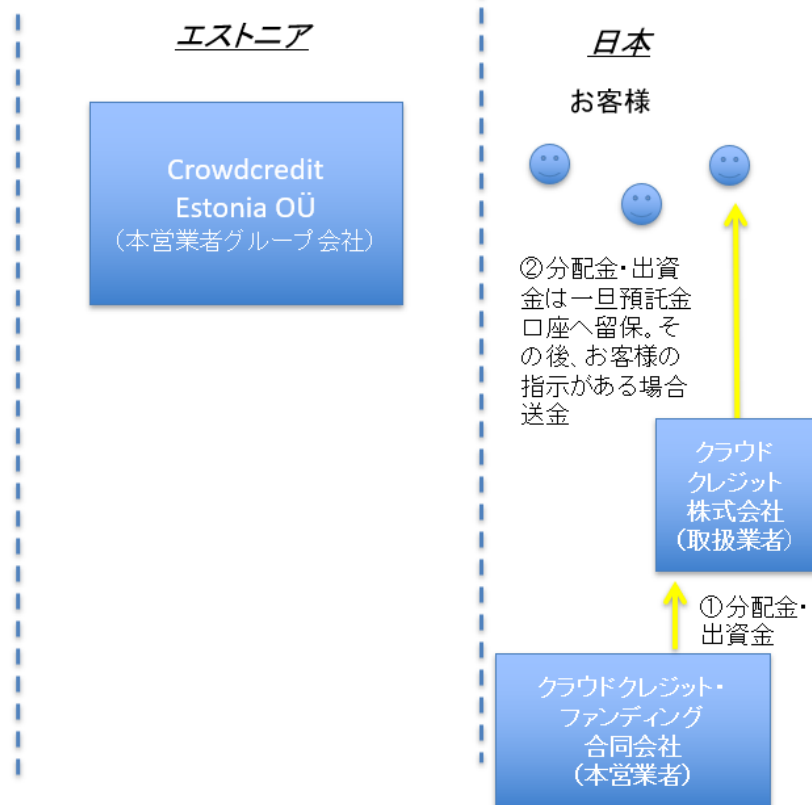 エストニア
日本
お客様
Crowdcredit
Estonia OÜ
（本営業者グループ会社）
②分配金・出資
金は一旦預託金
口座へ留保。そ
の後、お客様の
指示がある場合
送金
クラウド
クレジット
株式会社
（取扱業者）
①分配金・
出資金
クラウドクレジット・
ファンディング
合同会社
（本営業者）